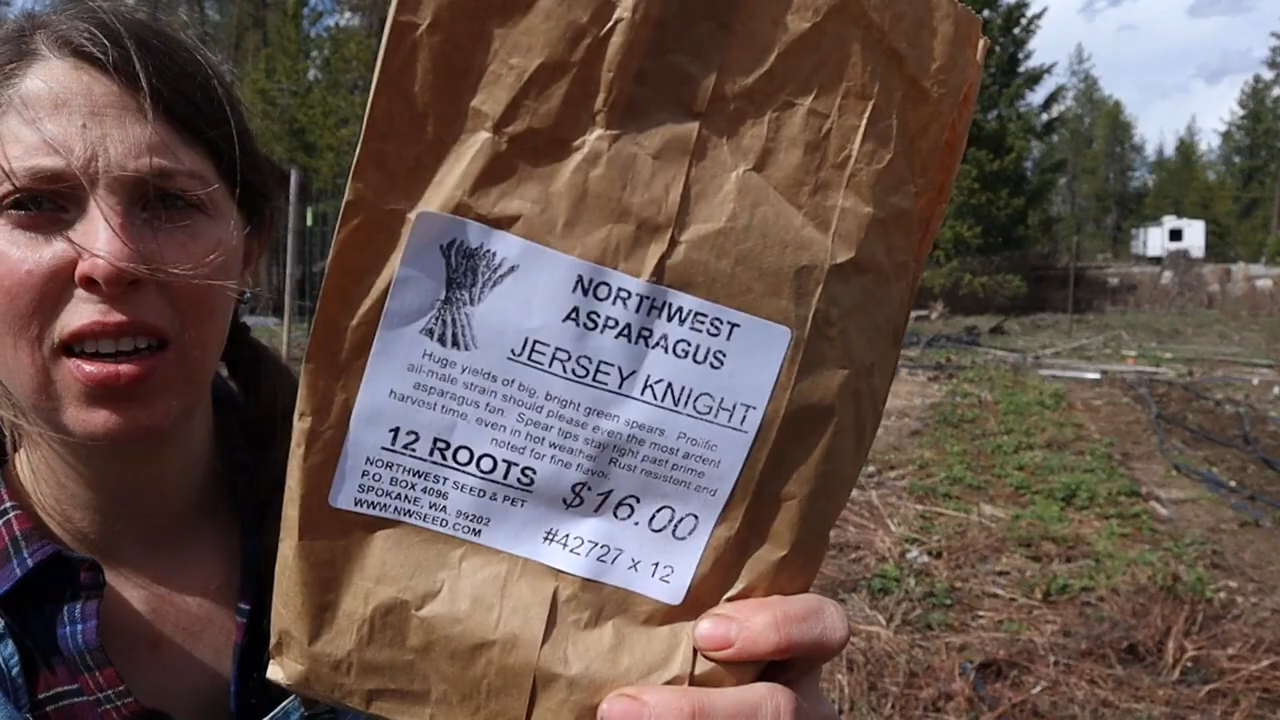 NORTHWEST
ASPARAGUS
JERSEY KNIGHT
Huge yields of big, bright green spears. Prolific
all-male strain should please even the most ardent
asparagus fan. Spear tips stay tight past prime
harvest time, even in hot weather. Rust resistent and
noted for fine flavor.
12 ROOTS
$16.00
NORTHWEST SEED & PET
P.O. BOX 4096
SPOKANE, WA. 99202
WWW.NWSEED.COM
#42727 x 12